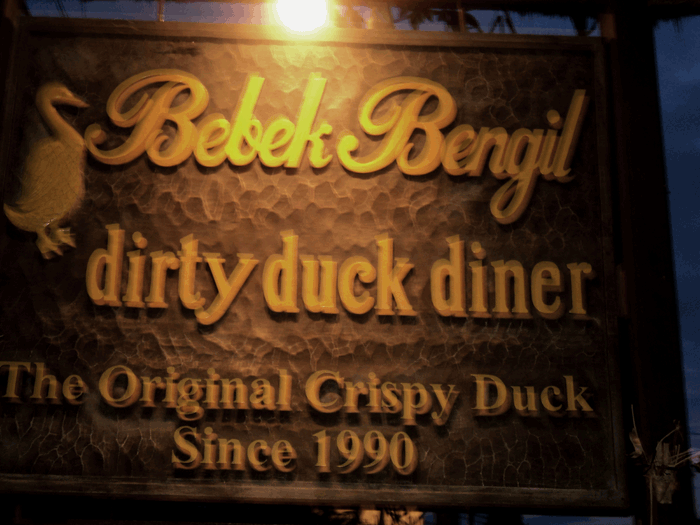 Bebek Bengil
dirty duck diner
The Original Crispy Duck
Since 1990